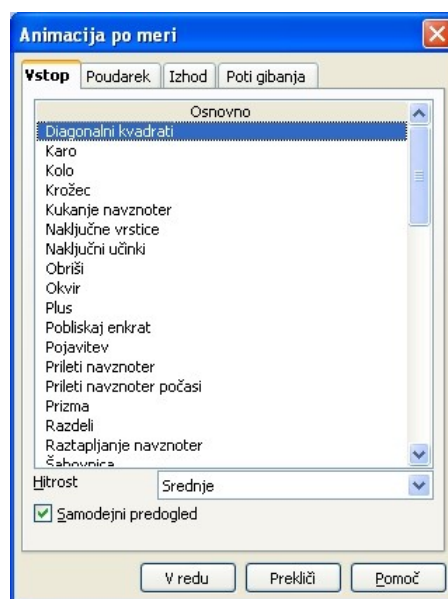 Animacija po meri
Vstop Poudarek Izhod Poti gibanja
Osnovno
Diagonalni kvadrati
Karo
Kolo
Krožec
Kukanje navznoter
Naključne vrstice
Naključni učinki
Obriši
Okvir
Plus
Pobliskaj enkrat
Pojavitev
Prileti navznoter
Prileti navznoter počasi
Prizma
Razdeli
Raztapljanje navznoter
Šahovnica
Hitrost Srednje
Samodejni predogled
V redu Prekliči Pomoč